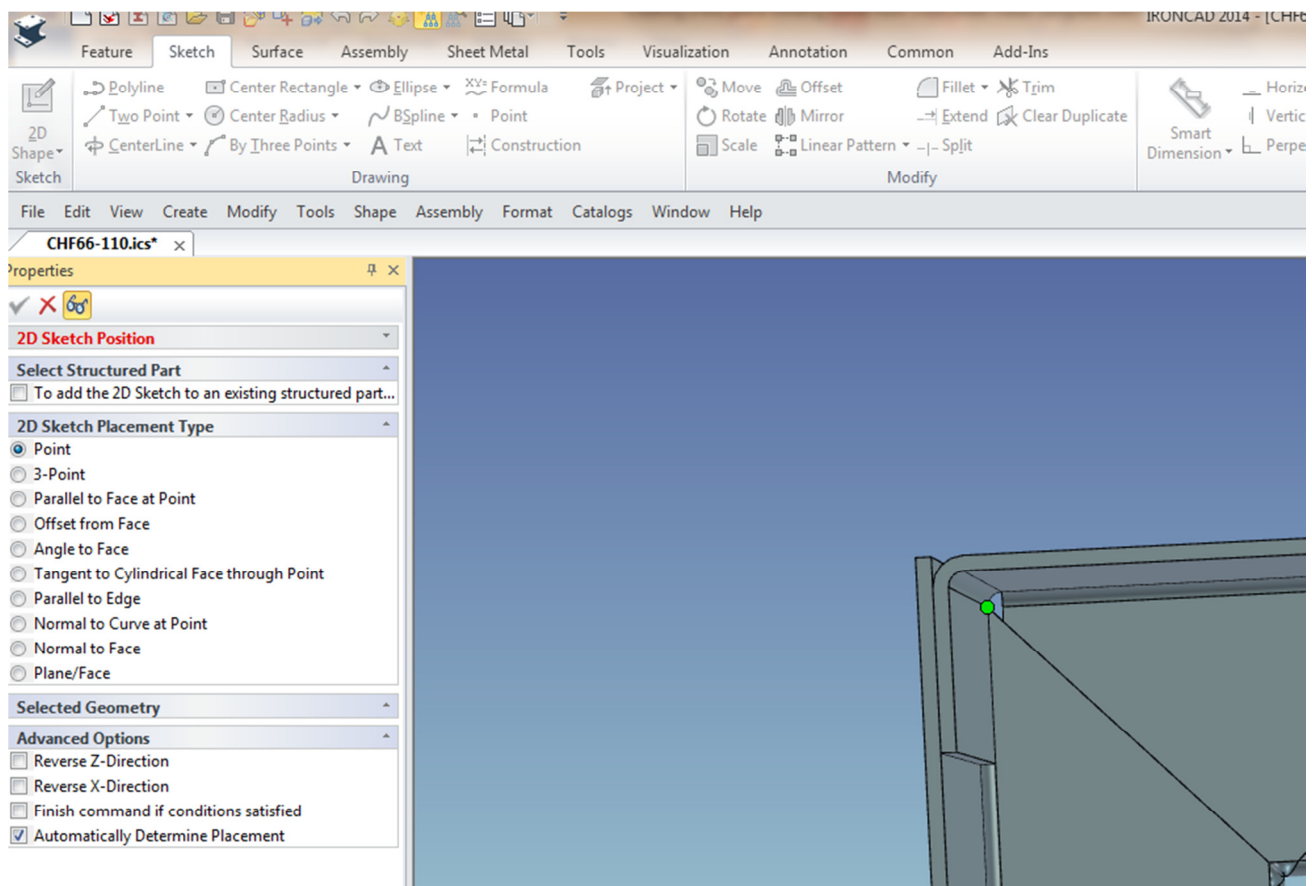 IRONCAD 2014 - [CHF6
Feature Sketch Surface Assembly Sheet Metal Tools Visualization Annotation Common Add-Ins
Polyline Center Rectangle Ellipse XY= Formula Project Move Offset Fillet Trim Horiz
2D Shape Two Point Center Radius BSpline Point Rotate Mirror Extend Clear Duplicate Smart Dimension Vertic
CenterLine By Three Points A Text Construction Scale Linear Pattern Split Perpe
Sketch Drawing Modify
File Edit View Create Modify Tools Shape Assembly Format Catalogs Window Help
CHF66-110.ics*
Properties
2D Sketch Position
Select Structured Part
To add the 2D Sketch to an existing structured part...
2D Sketch Placement Type
Point
3-Point
Parallel to Face at Point
Offset from Face
Angle to Face
Tangent to Cylindrical Face through Point
Parallel to Edge
Normal to Curve at Point
Normal to Face
Plane/Face
Selected Geometry
Advanced Options
Reverse Z-Direction
Reverse X-Direction
Finish command if conditions satisfied
Automatically Determine Placement